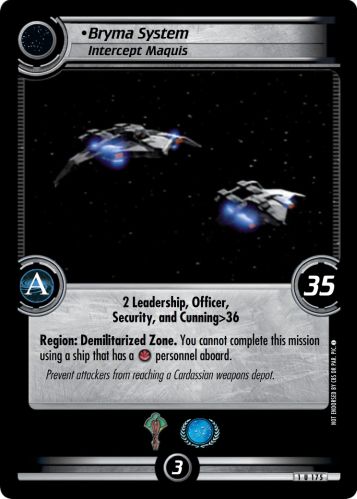 •Bryma System
Intercept Maquis
A
35
2 Leadership, Officer,
Security, and Cunning>36
Region: Demilitarized Zone. You cannot complete this mission
using a ship that has a personnel aboard.
Prevent attackers from reaching a Cardassian weapons depot.
NOT ENDORSED BY CBS OR PAR. PIC.
3
1 U 175